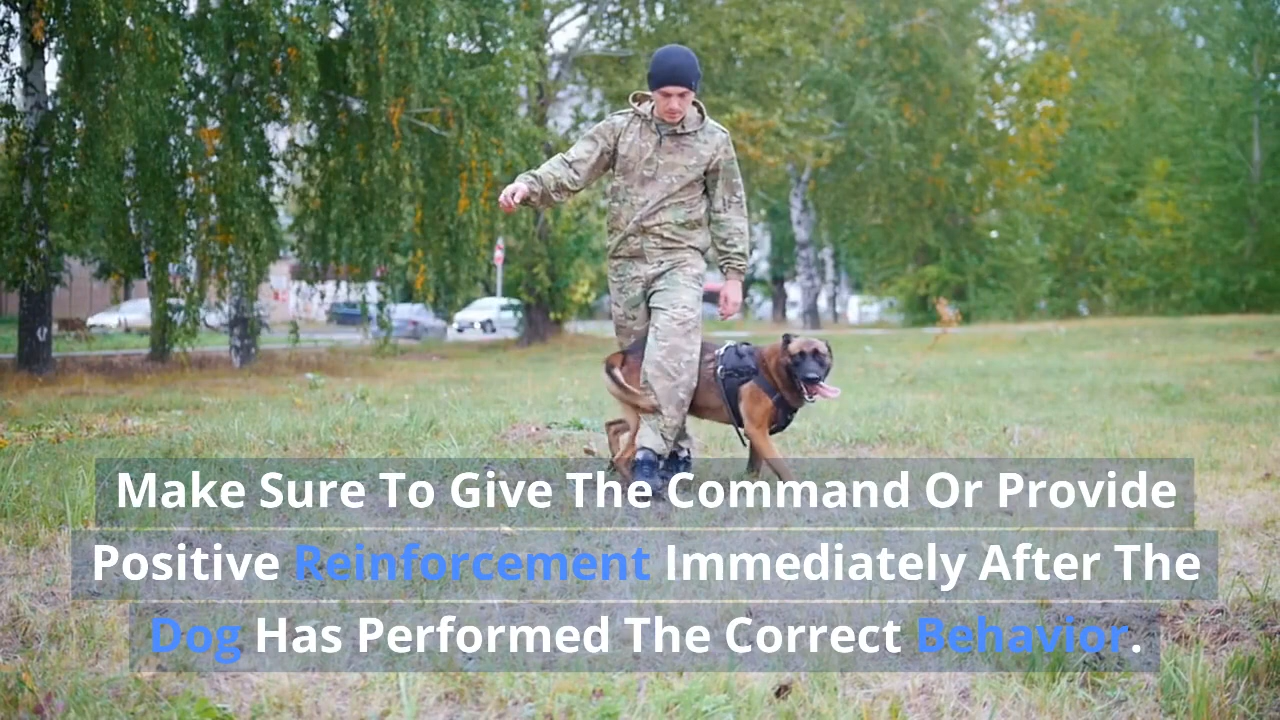 Make Sure To Give The Command Or Provide
Positive Reinforcement Immediately After The
Dog Has Performed The Correct Behavior.